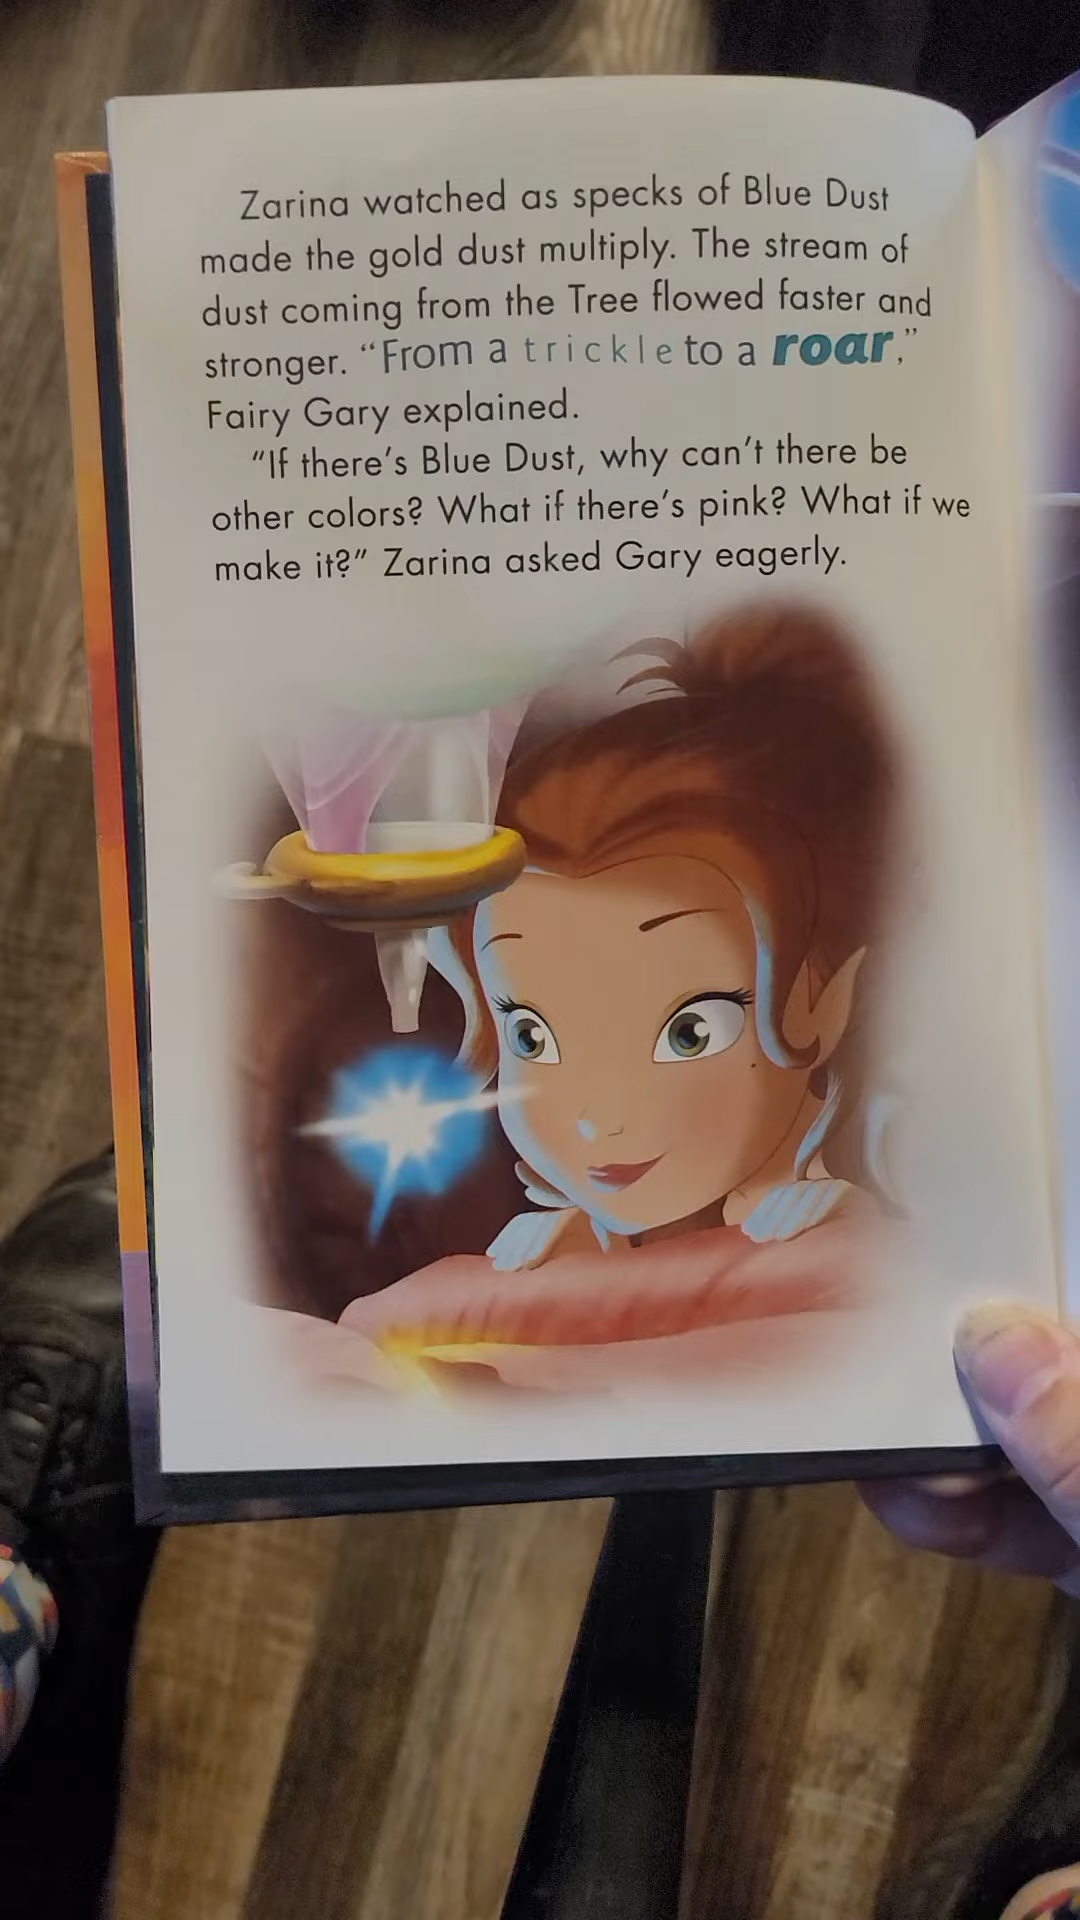 Zarina watched as specks of Blue Dust
made the gold dust multiply. The stream of
dust coming from the Tree flowed faster and
stronger. “From a trickle to a roar,”
Fairy Gary explained.
“If there’s Blue Dust, why can’t there be
other colors? What if there’s pink? What if we
make it?” Zarina asked Gary eagerly.